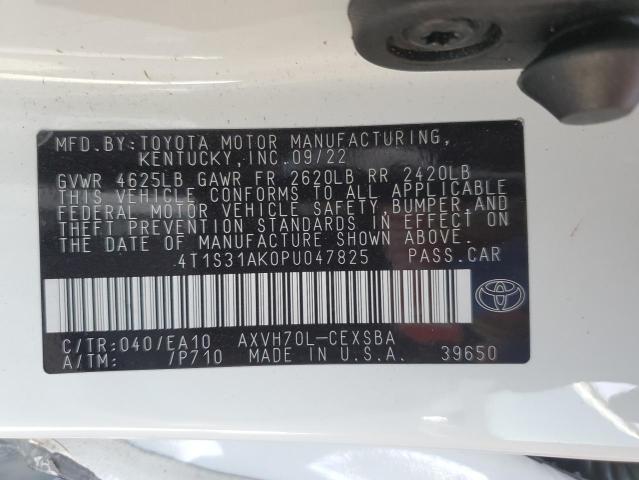 MFD.BY:TOYOTA MOTOR MANUFACTURING,
KENTUCKY,INC.09/22
GVWR 4625LB GAWR FR 2620LB RR 2420LB
THIS VEHICLE CONFORMS TO ALL APPLICABLE
FEDERAL MOTOR VEHICLE SAFETY,BUMPER AND
THEFT PREVENTION STANDARDS IN EFFECT ON
THE DATE OF MANUFACTURE SHOWN ABOVE.
4T1S31AK0PU047825 PASS.CAR
C/TR:040/EA10 AXVH70L-CEXSBA
A/TM: /P710 MADE IN U.S.A. 39650